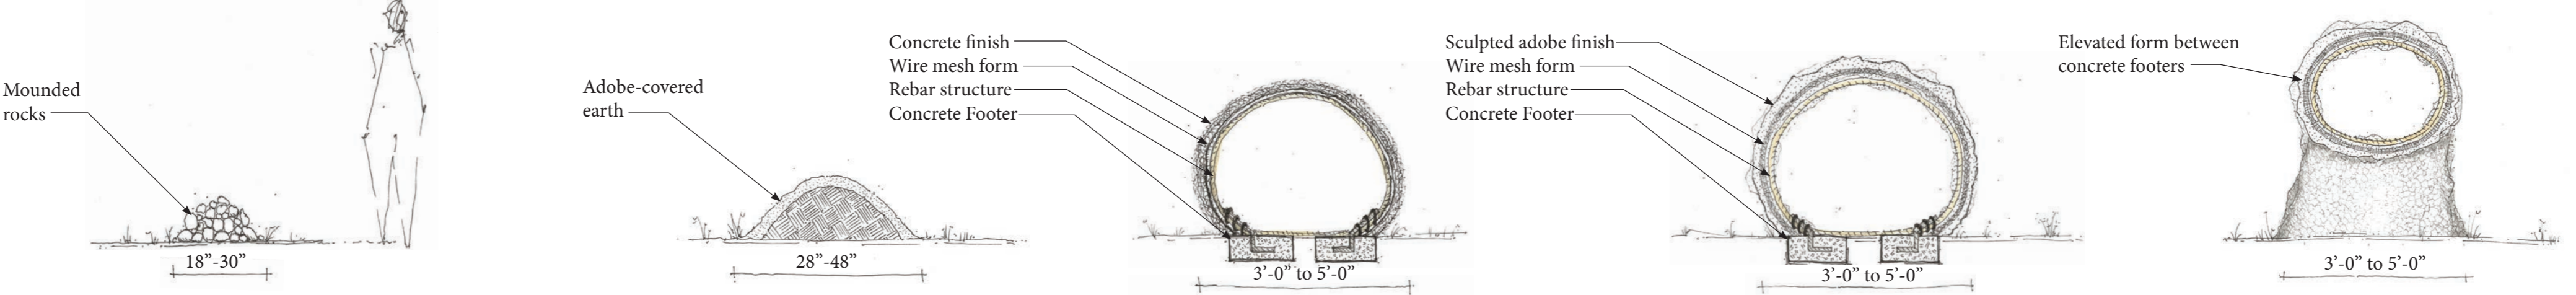 Mounded
rocks
18”-30”
Adobe-covered
earth
28”-48”
Concrete finish
Wire mesh form
Rebar structure
Concrete Footer
3’-0” to 5’-0”
Sculpted adobe finish
Wire mesh form
Rebar structure
Concrete Footer
3’-0” to 5’-0”
Elevated form between
concrete footers
3’-0” to 5’-0”